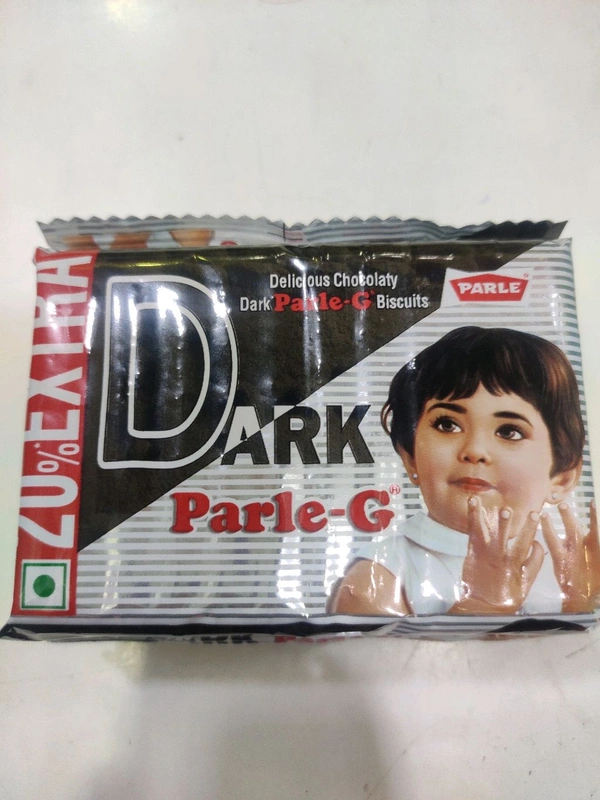 20%EXTRA
Delicious Chocolaty
Dark Parle-G Biscuits
PARLE®
DARK
Parle-G®